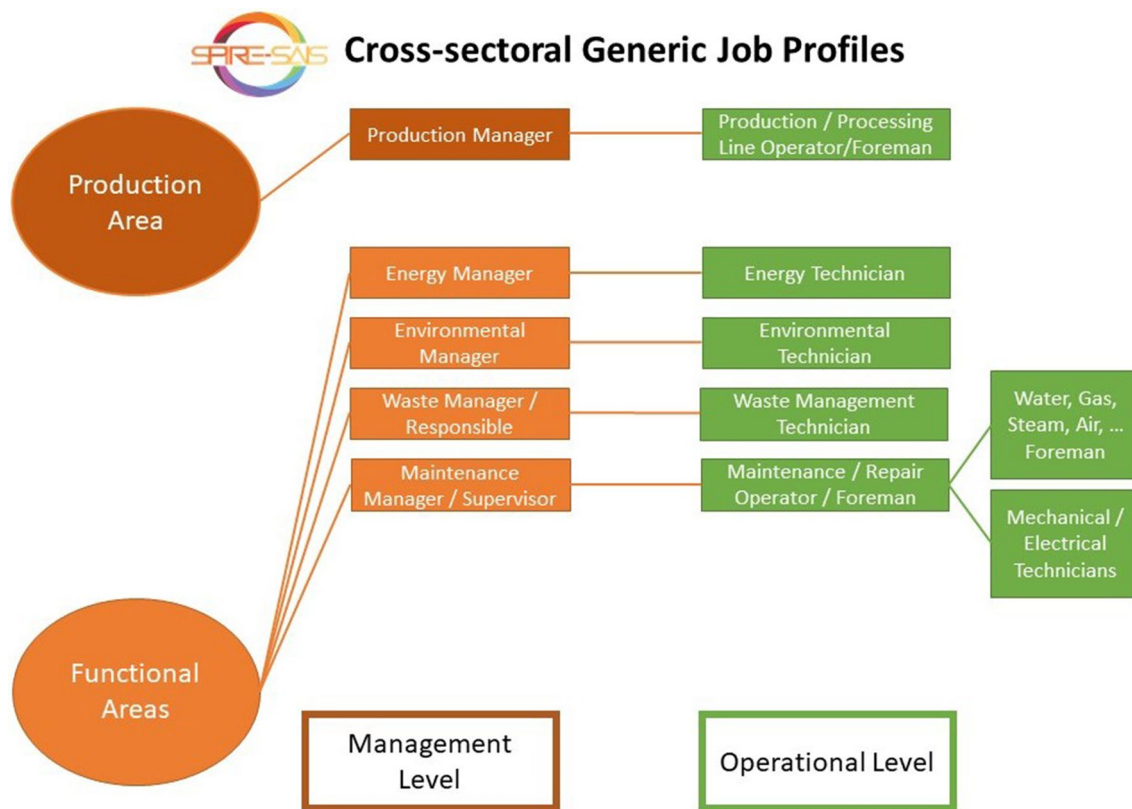 SPIRE-SAIS
Cross-sectoral Generic Job Profiles
Production
Area
Production Manager
Production / Processing
Line Operator/Foreman
Energy Manager
Energy Technician
Environmental
Manager
Environmental
Technician
Waste Manager /
Responsible
Waste Management
Technician
Maintenance
Manager / Supervisor
Maintenance / Repair
Operator / Foreman
Water, Gas,
Steam, Air, ...
Foreman
Mechanical /
Electrical
Technicians
Functional
Areas
Management
Level
Operational Level